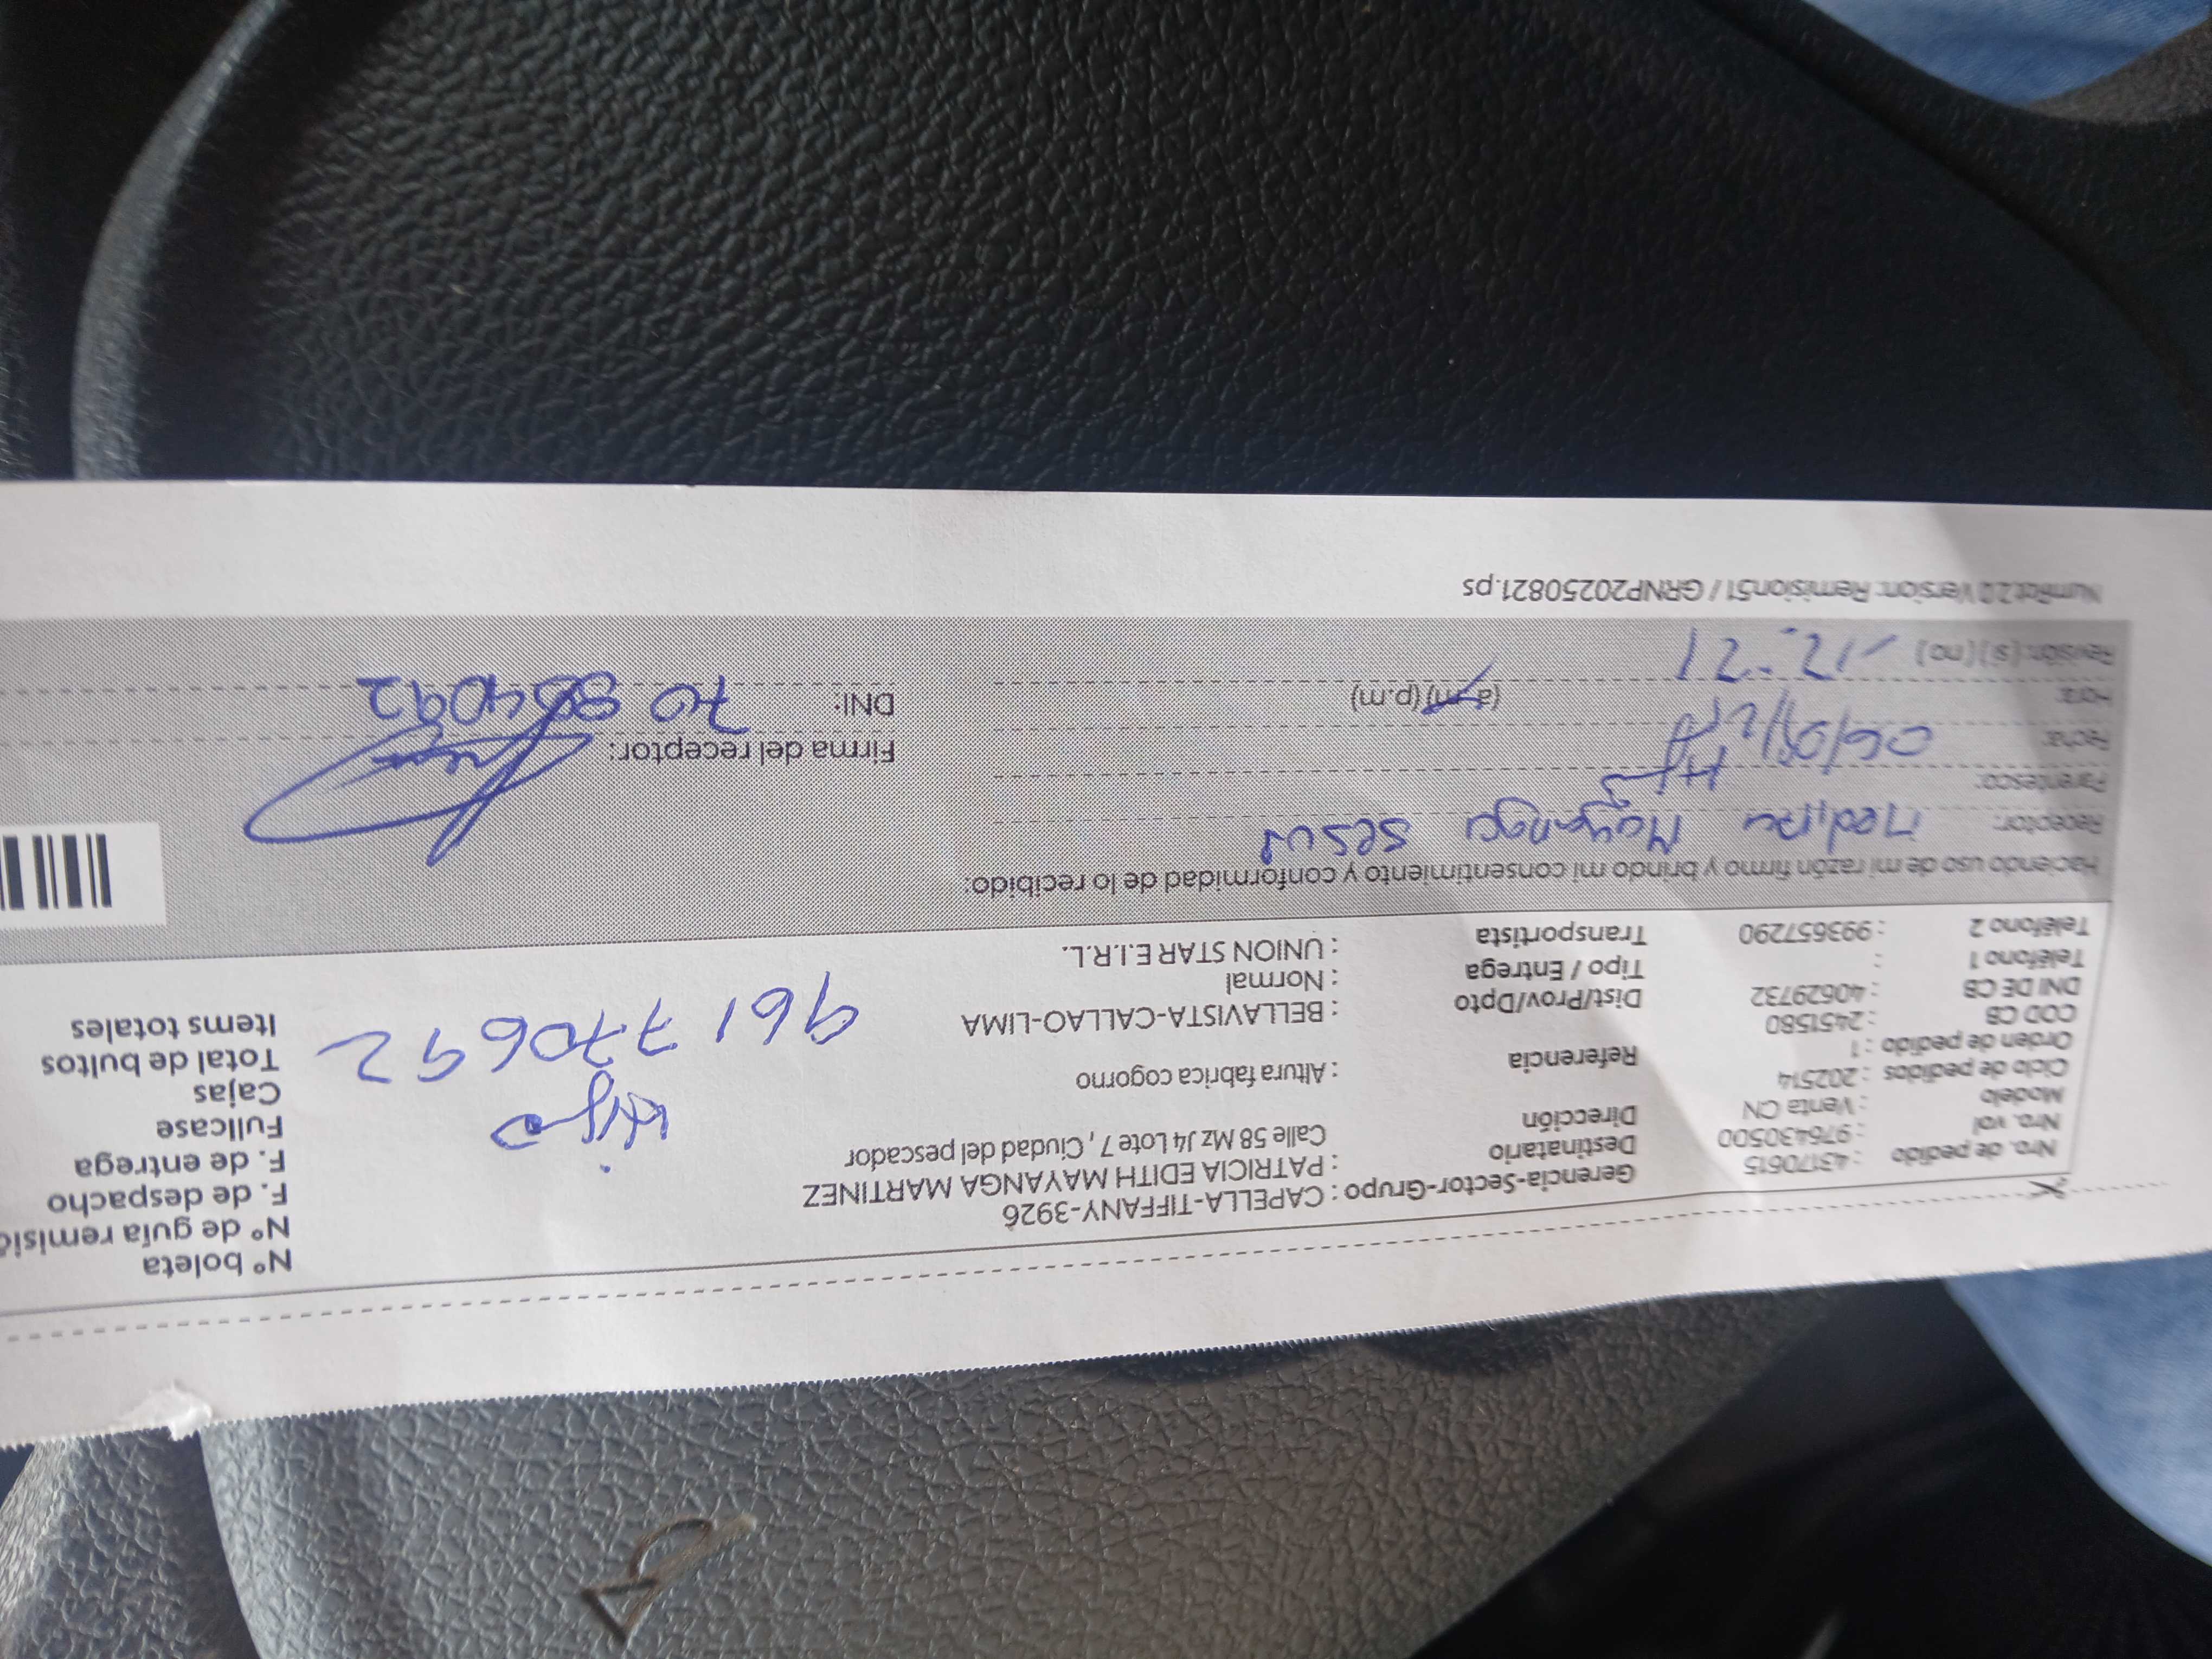 Nro. de pedido : 43170615
Nro. vol : 976430500
Modelo : Venta CN
Ciclo de pedidos : 202514
Orden de pedido : 1
COD CB : 2451580
DNI DE CB : 40629732
Teléfono 1 :
Teléfono 2 : 993657290
Gerencia-Sector-Grupo : CAPELLA-TIFFANY-3926
Destinatario : PATRICIA EDITH MAYANGA MARTINEZ
Dirección Calle 58 Mz J4 Lote 7, Ciudad del pescador
Referencia : Altura fabrica cogorno
Dist/Prov/Dpto : BELLAVISTA-CALLAO-LIMA
Tipo / Entrega : Normal
Transportista : UNION STAR E.I.R.L.
Hijo
961770692
N° boleta
N° de guía remisió
F. de despacho
F. de entrega
Fullcase
Cajas
Total de bultos
Items totales
Haciendo uso de mi razón firmo y brindo mi consentimiento y conformidad de lo recibido:
Receptor: Medina Mayanga Jesus
Parentesco: Hijo
Fecha: 06/09/25
Hora: (a.m) (p.m)
Revisión: (si) (no) 12:21
Firma del receptor:
DNI:
NumRot 2.0 Version: Remision51 / GRNP20250821.ps